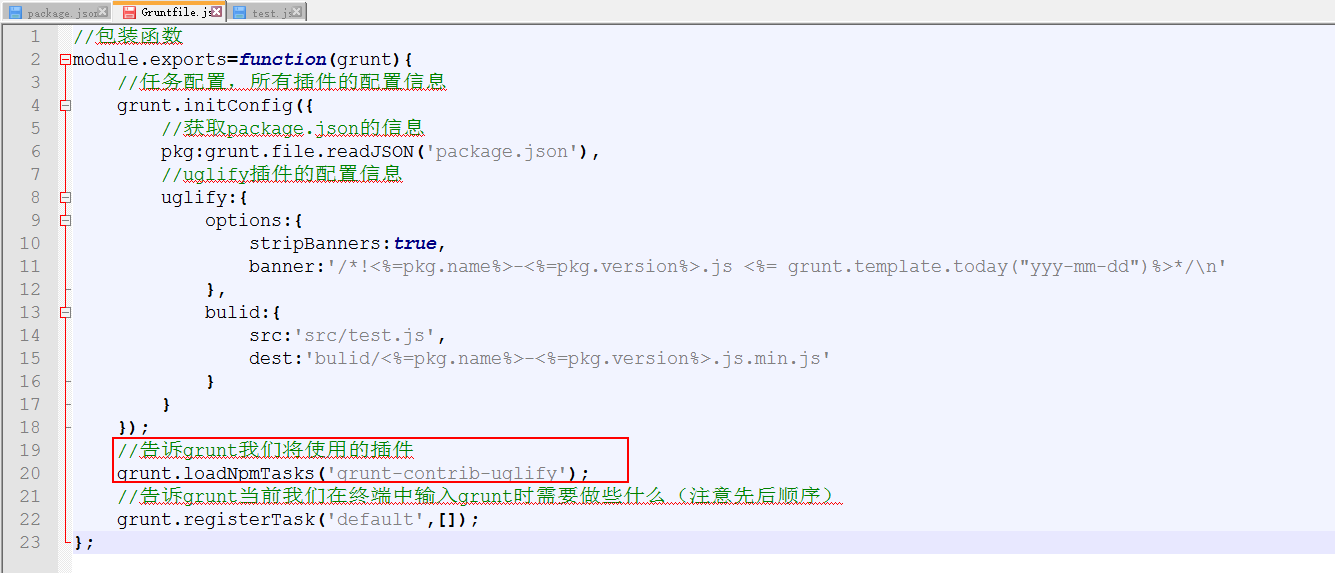 package.json Gruntfile.js test.js
1 //包装函数
2 module.exports=function(grunt){
3 //任务配置，所有插件的配置信息
4 grunt.initConfig({
5 //获取package.json的信息
6 pkg:grunt.file.readJSON('package.json'),
7 //uglify插件的配置信息
8 uglify:{
9 options:{
10 stripBanners:true,
11 banner:'/*!<%=pkg.name%>-<%=pkg.version%>.js <%= grunt.template.today("yyy-mm-dd")%>*/\n'
12 },
13 bulid:{
14 src:'src/test.js',
15 dest:'bulid/<%=pkg.name%>-<%=pkg.version%>.js.min.js'
16 }
17 }
18 });
19 //告诉grunt我们将使用的插件
20 grunt.loadNpmTasks('grunt-contrib-uglify');
21 //告诉grunt当前我们在终端中输入grunt时需要做些什么（注意先后顺序）
22 grunt.registerTask('default',[]);
23 };